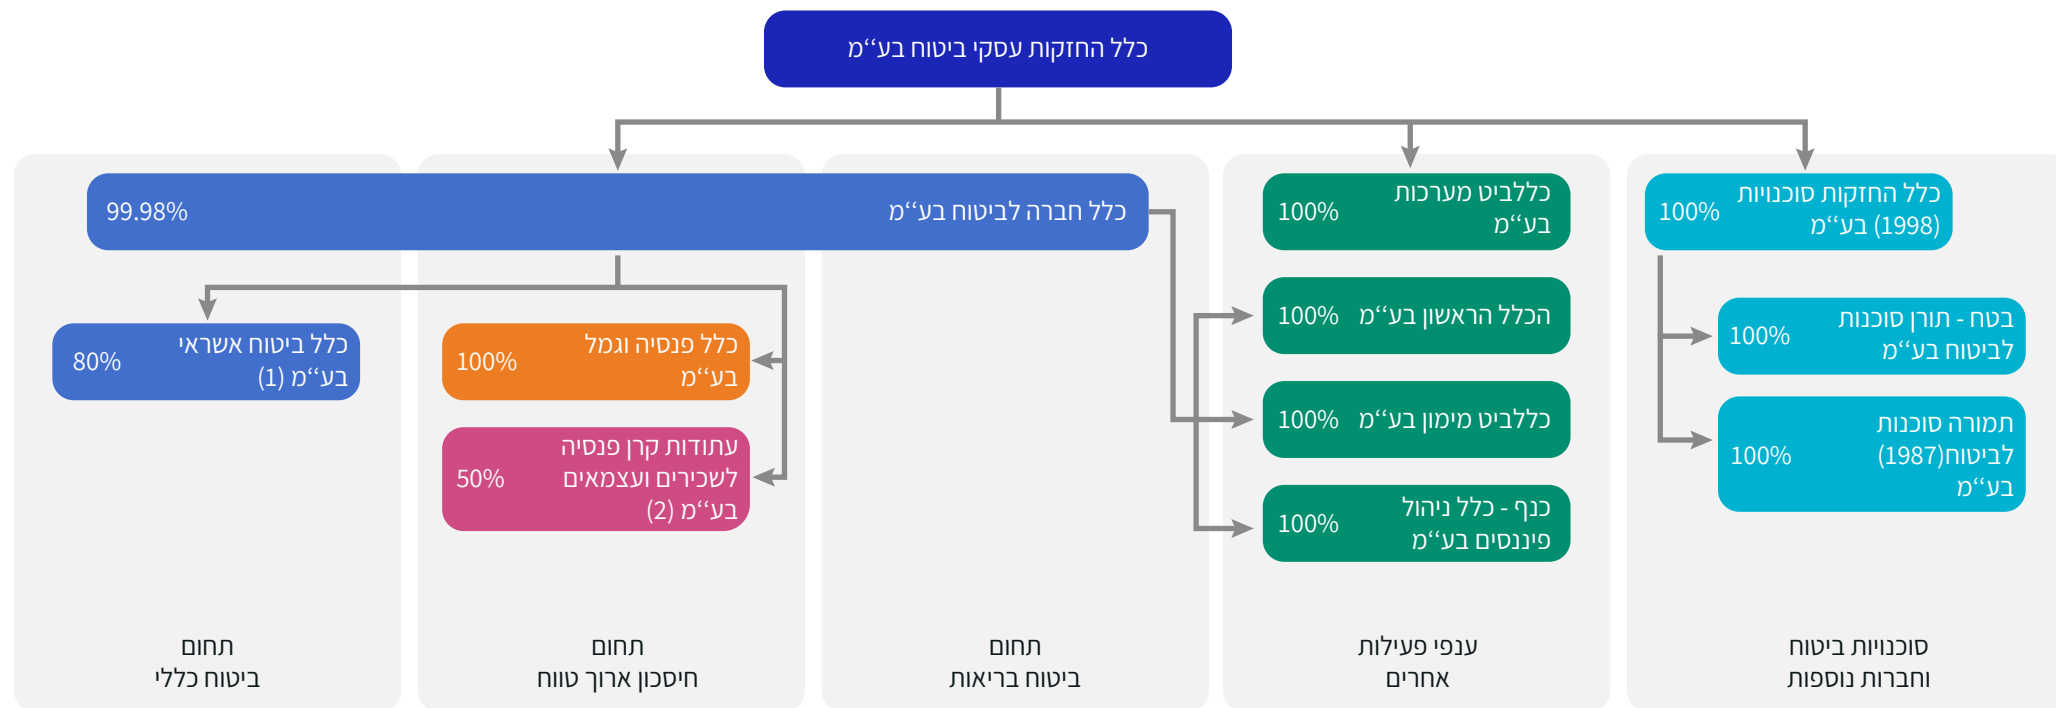 כלל החזקות עסקי ביטוח בע‘‘מ
כלל החזקות סוכנויות
(1998) בע‘‘מ
100%
בטח - תורן סוכנות
לביטוח בע‘‘מ
100%
תמורה סוכנות
לביטוח(1987)
בע‘‘מ
100%
סוכנויות ביטוח
וחברות נוספות
כללביט מערכות
בע‘‘מ
100%
הכלל הראשון בע‘‘מ
100%
כללביט מימון בע‘‘מ
100%
כנף - כלל ניהול
פיננסים בע‘‘מ
100%
ענפי פעילות
אחרים
כלל חברה לביטוח בע‘‘מ
99.98%
תחום
ביטוח בריאות
כלל פנסיה וגמל
בע‘‘מ
100%
עתודות קרן פנסיה
לשכירים ועצמאים
בע‘‘מ (2)
50%
תחום
חיסכון ארוך טווח
כלל ביטוח אשראי
בע‘‘מ (1)
80%
תחום
ביטוח כללי